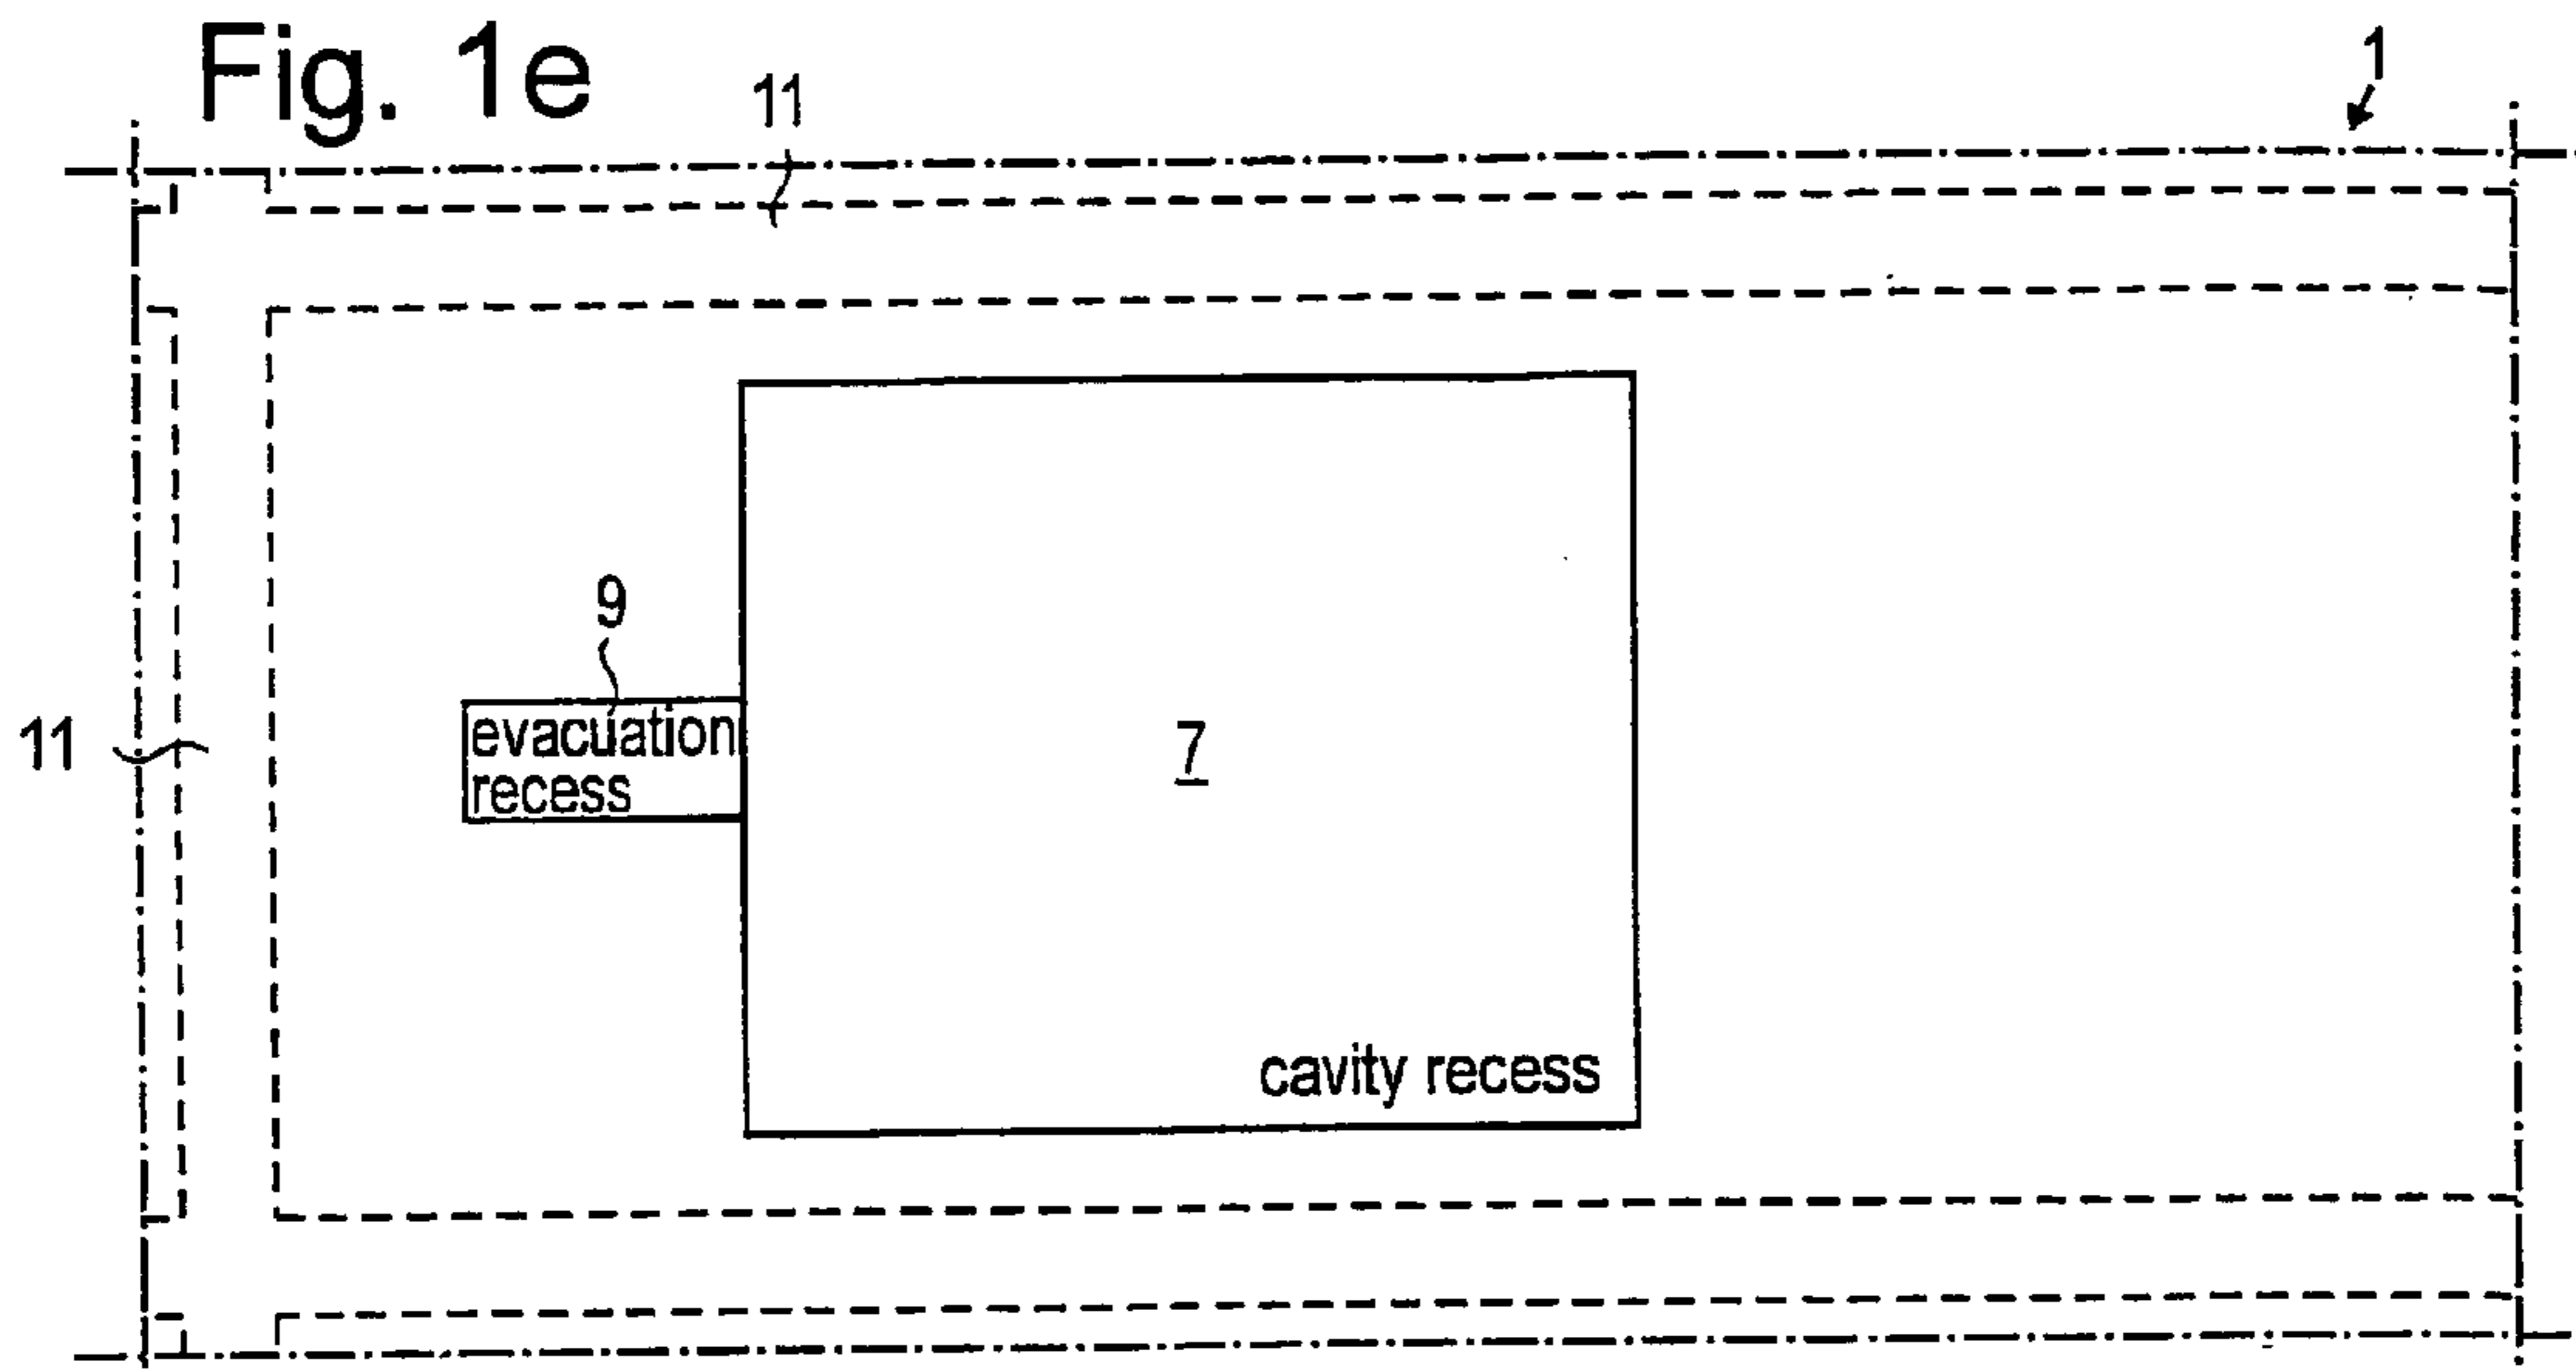 Fig. 1e
11
1
9
evacuation
recess
11
7
cavity recess